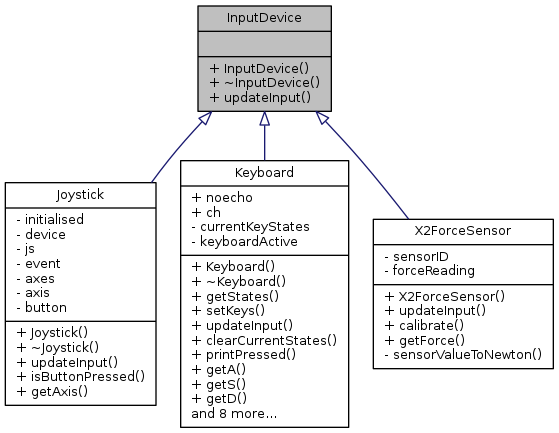 InputDevice
+ InputDevice()
+ ~InputDevice()
+ updateInput()
Joystick
- initialised
- device
- js
- event
- axes
- axis
- button
+ Joystick()
+ ~Joystick()
+ updateInput()
+ isButtonPressed()
+ getAxis()
Keyboard
+ noecho
+ ch
- currentKeyStates
- keyboardActive
+ Keyboard()
+ ~Keyboard()
+ getStates()
+ setKeys()
+ updateInput()
+ clearCurrentStates()
+ printPressed()
+ getA()
+ getS()
+ getD()
and 8 more...
X2ForceSensor
- sensorID
- forceReading
+ X2ForceSensor()
+ updateInput()
+ calibrate()
+ getForce()
- sensorValueToNewton()